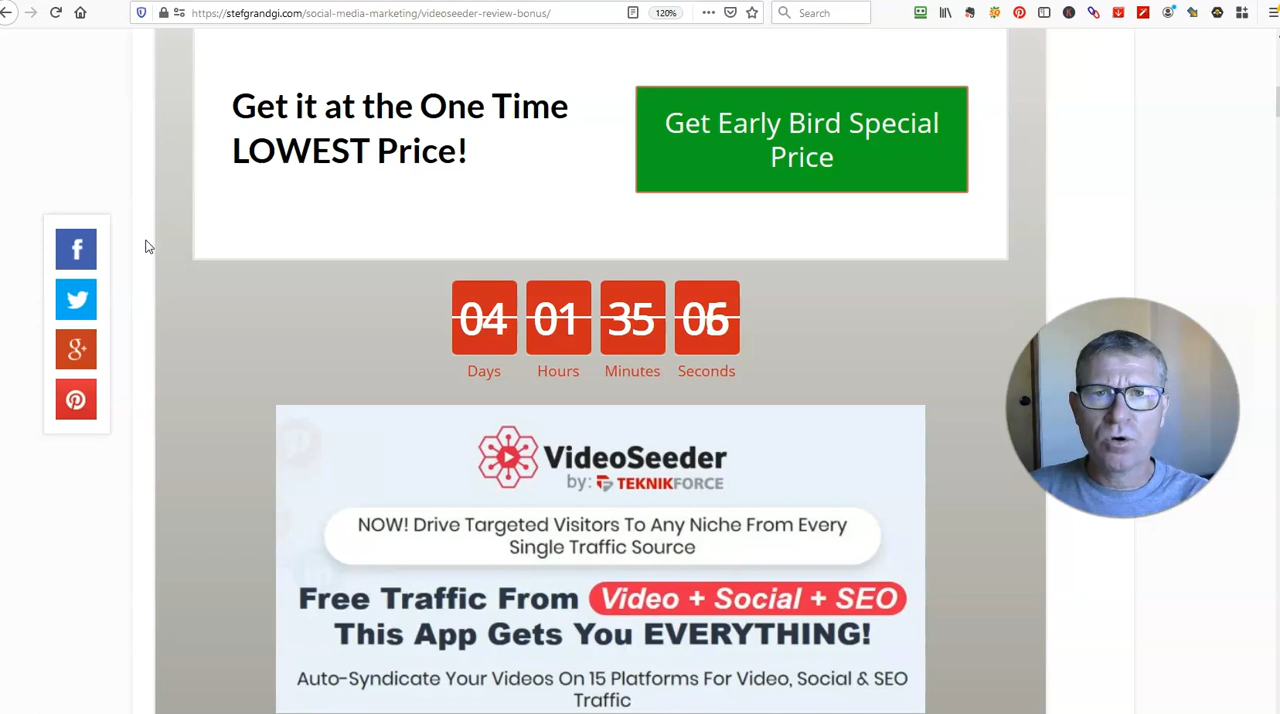 https://stefgrandgi.com/social-media-marketing/videoseeder-review-bonus/
120%
Search
Get it at the One Time
LOWEST Price!
Get Early Bird Special
Price
04 01 35
Days Hours Minutes Seconds
VideoSeeder
by: TEKNIKFORCE
NOW! Drive Targeted Visitors To Any Niche From Every
Single Traffic Source
Free Traffic From Video + Social + SEO
This App Gets You EVERYTHING!
Auto-Syndicate Your Videos On 15 Platforms For Video, Social & SEO
Traffic